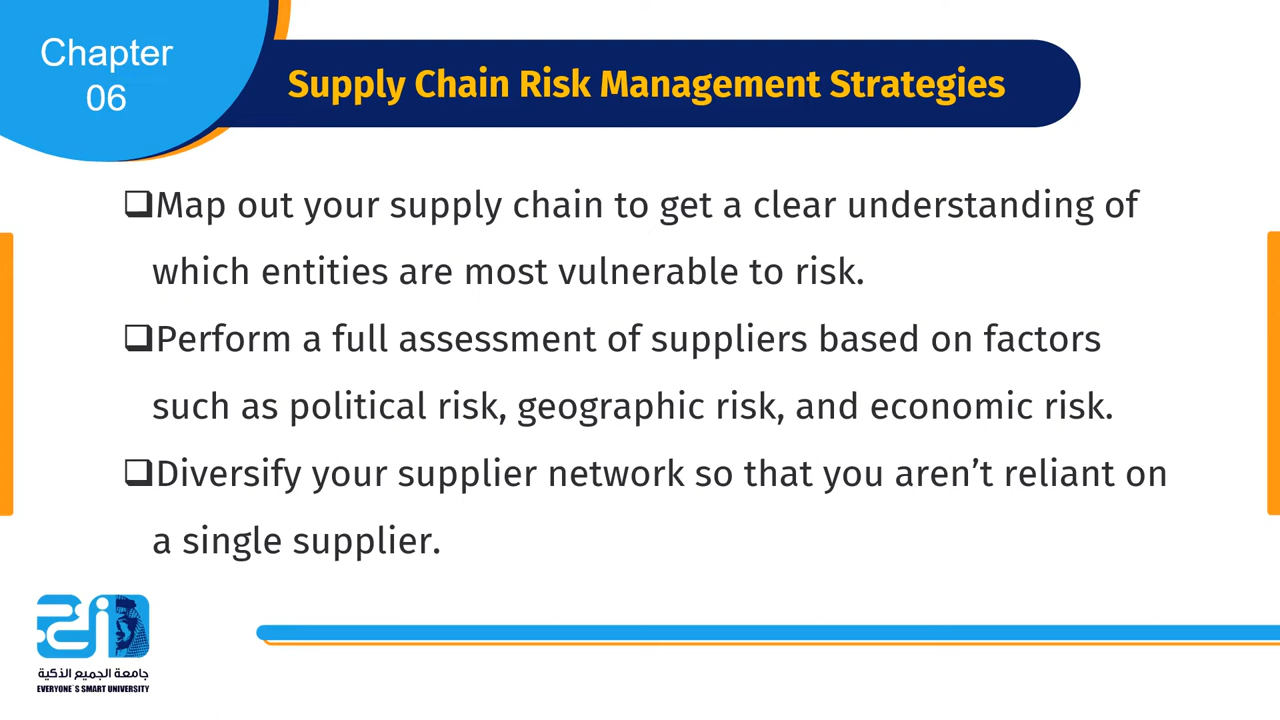 Chapter
06
Supply Chain Risk Management Strategies
❑Map out your supply chain to get a clear understanding of
which entities are most vulnerable to risk.
❑Perform a full assessment of suppliers based on factors
such as political risk, geographic risk, and economic risk.
❑Diversify your supplier network so that you aren’t reliant on
a single supplier.
جامعة الجميع الذكية
EVERYONE`S SMART UNIVERSITY